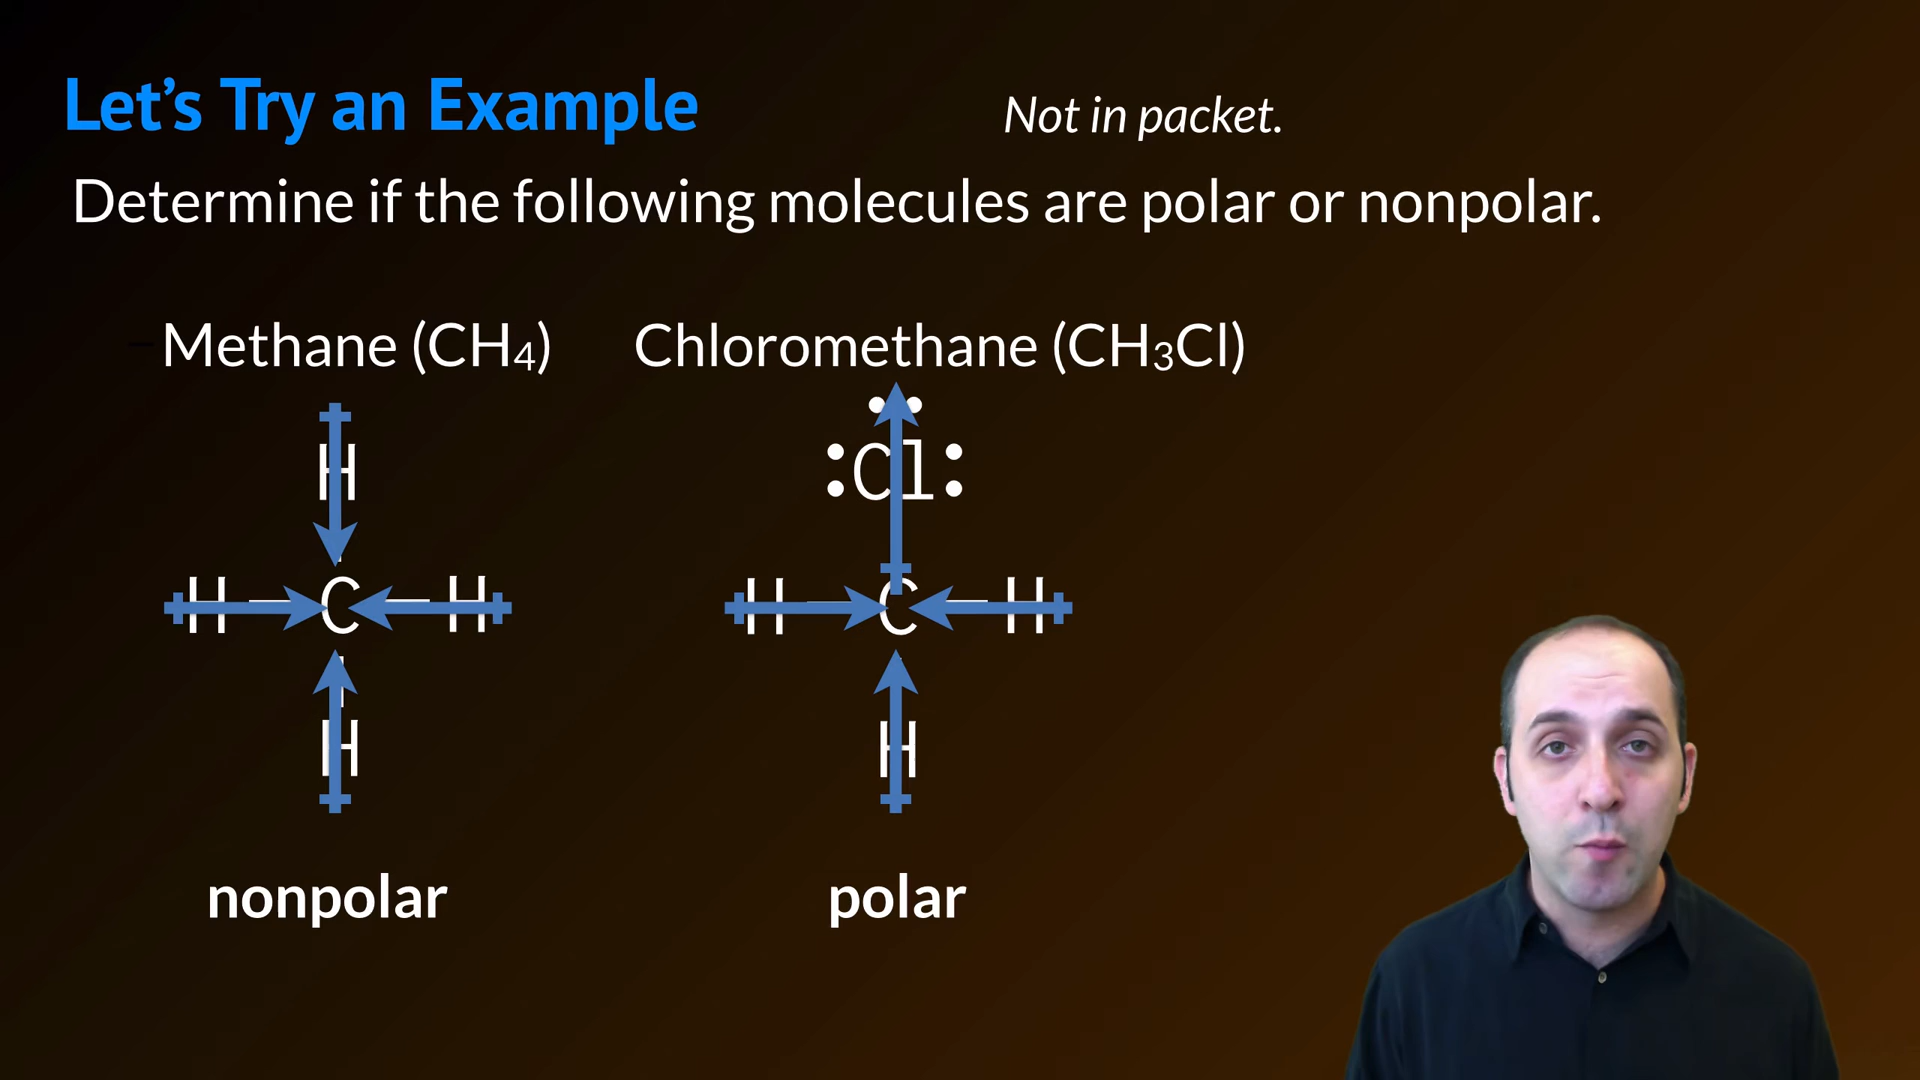 Let's Try an Example
Not in packet.
Determine if the following molecules are polar or nonpolar.
Methane (CH₄)
Chloromethane (CH₃Cl)
H
:Cl:
H C H
H C H
H
H
nonpolar
polar